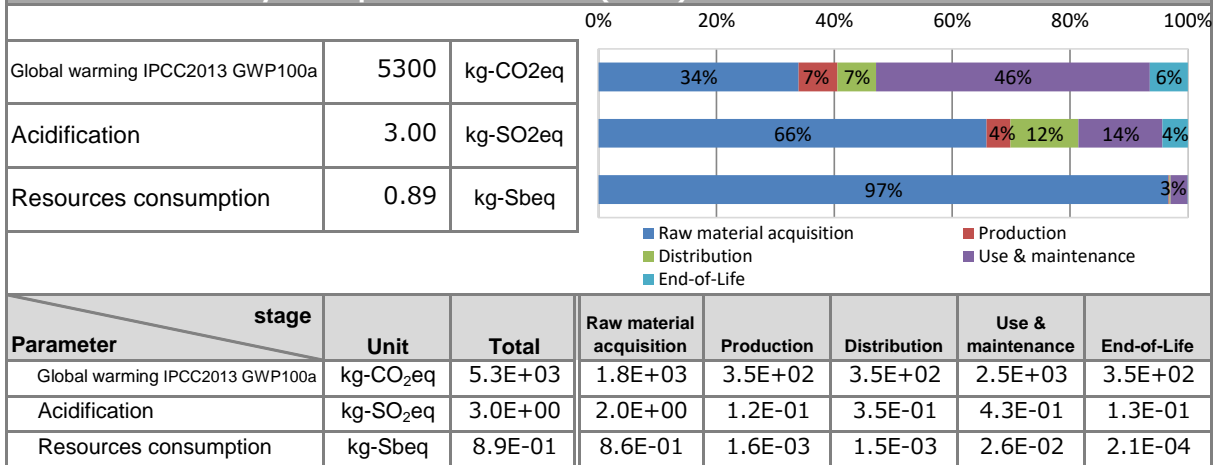 0% 20% 40% 60% 80% 100%
Global warming IPCC2013 GWP100a 5300 kg-CO2eq 34% 7% 7% 46% 6%
Acidification 3.00 kg-SO2eq 66% 4% 12% 14% 4%
Resources consumption 0.89 kg-Sbeq 97% 3%
Raw material acquisition Production
Distribution Use & maintenance
End-of-Life
stage
Parameter Unit Total Raw material acquisition Production Distribution Use & maintenance End-of-Life
Global warming IPCC2013 GWP100a kg-CO₂eq 5.3E+03 1.8E+03 3.5E+02 3.5E+02 2.5E+03 3.5E+02
Acidification kg-SO₂eq 3.0E+00 2.0E+00 1.2E-01 3.5E-01 4.3E-01 1.3E-01
Resources consumption kg-Sbeq 8.9E-01 8.6E-01 1.6E-03 1.5E-03 2.6E-02 2.1E-04